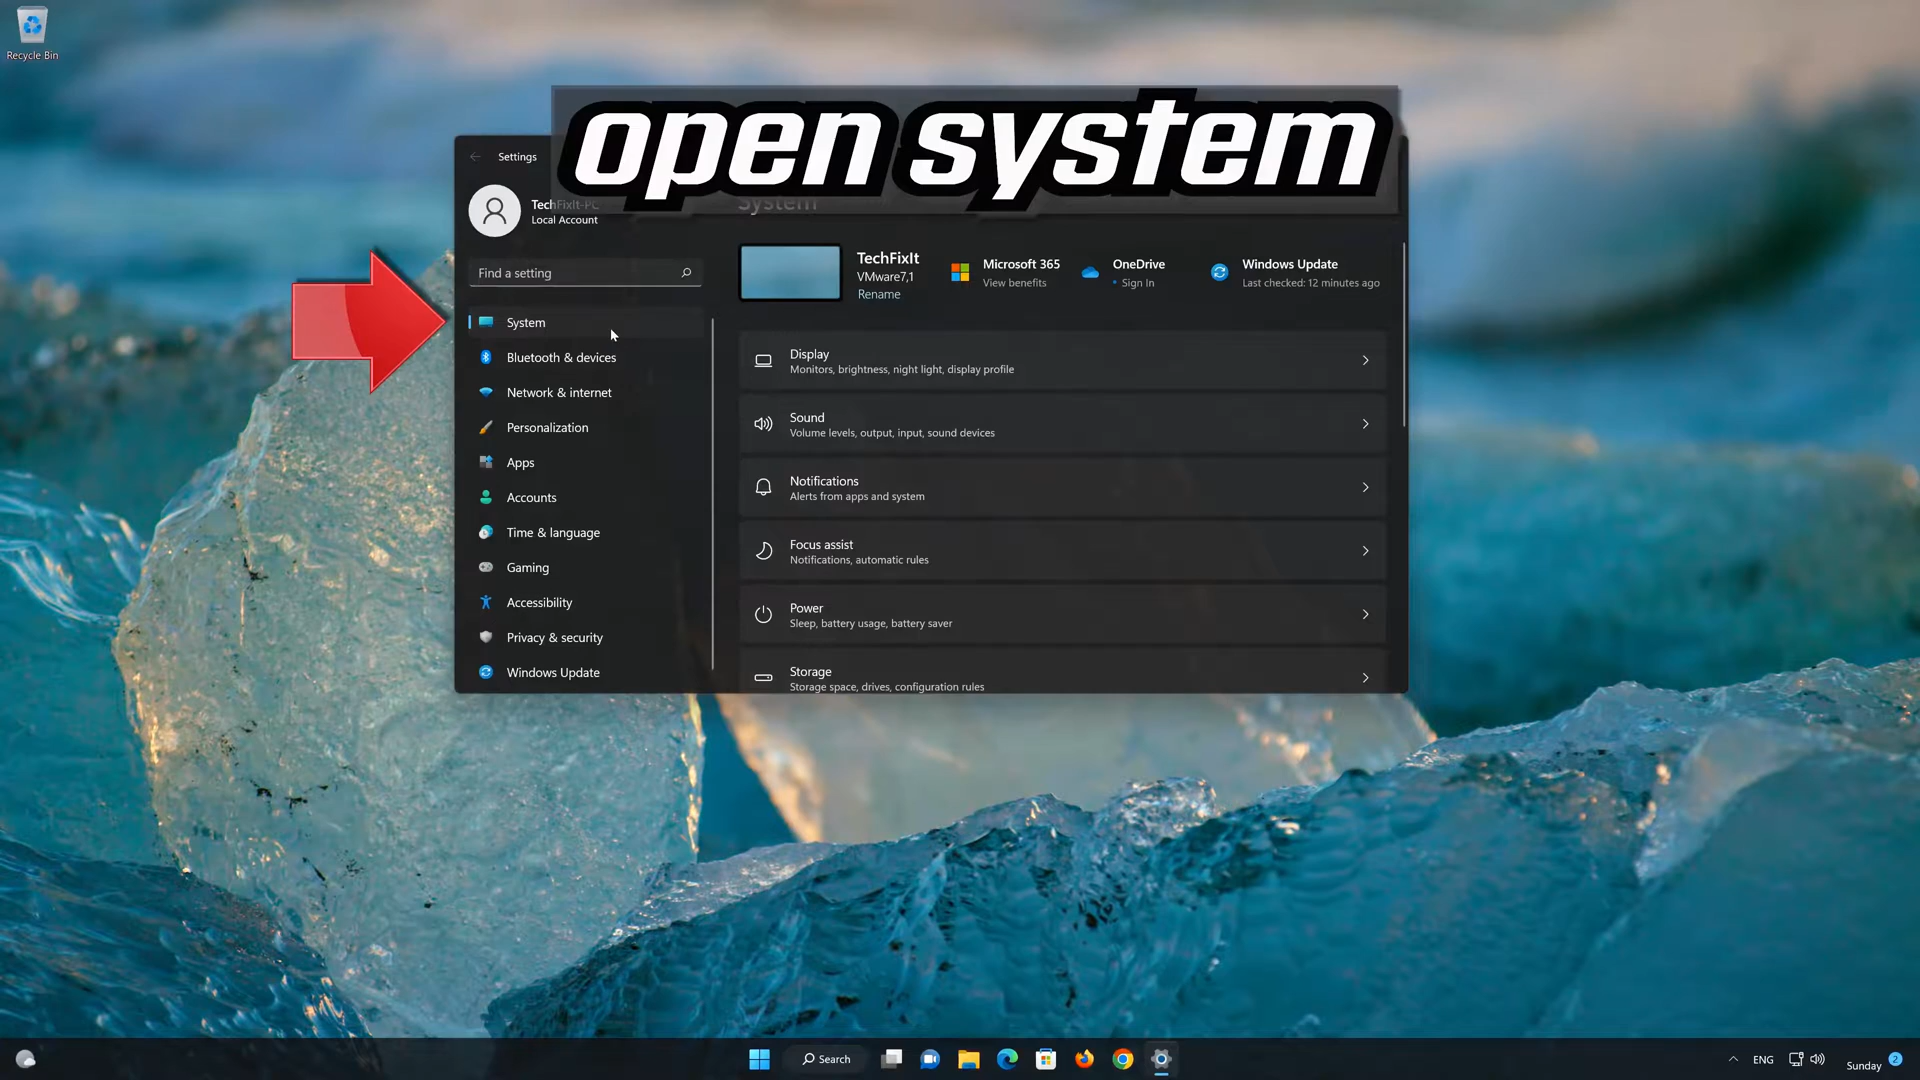 Recycle Bin
open system
Settings
TechFixIt-PC
Local Account
System
Find a setting
TechFixIt
VMware7,1
Rename
Microsoft 365
View benefits
OneDrive
• Sign In
Windows Update
Last checked: 12 minutes ago
System
Bluetooth & devices
Network & internet
Personalization
Apps
Accounts
Time & language
Gaming
Accessibility
Privacy & security
Windows Update
Display
Monitors, brightness, night light, display profile
Sound
Volume levels, output, input, sound devices
Notifications
Alerts from apps and system
Focus assist
Notifications, automatic rules
Power
Sleep, battery usage, battery saver
Storage
Storage space, drives, configuration rules
Search
ENG
Sunday
2